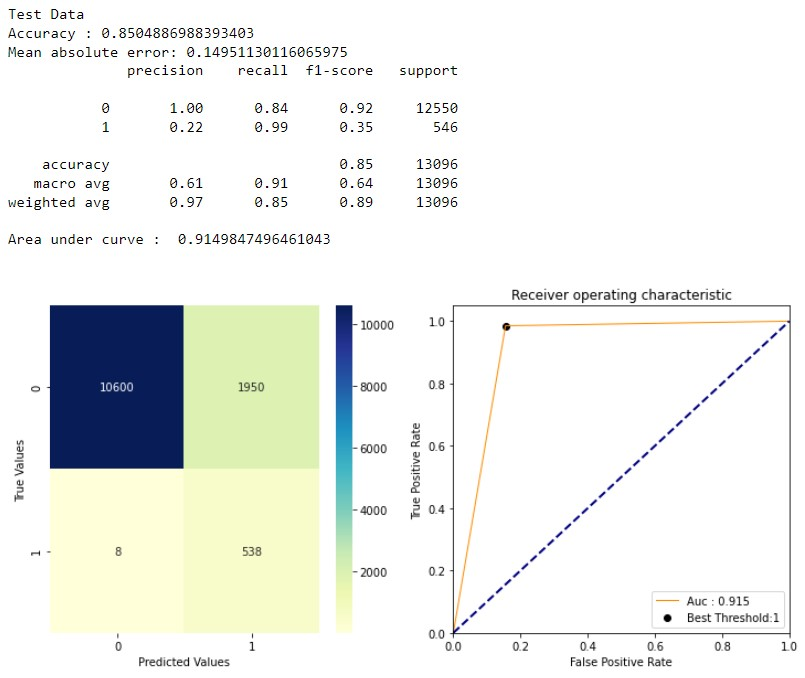 Test Data
Accuracy : 0.8504886988393403
Mean absolute error: 0.14951130116065975
precision recall f1-score support
0 1.00 0.84 0.92 12550
1 0.22 0.99 0.35 546
accuracy 0.85 13096
macro avg 0.61 0.91 0.64 13096
weighted avg 0.97 0.85 0.89 13096
Area under curve : 0.9149847496461043
10600
1950
8
538
0
1
True Values
0
1
Predicted Values
10000
8000
6000
4000
2000
Receiver operating characteristic
1.0
0.8
0.6
0.4
0.2
0.0
True Positive Rate
0.0
0.2
0.4
0.6
0.8
1.0
False Positive Rate
Auc : 0.915
Best Threshold:1